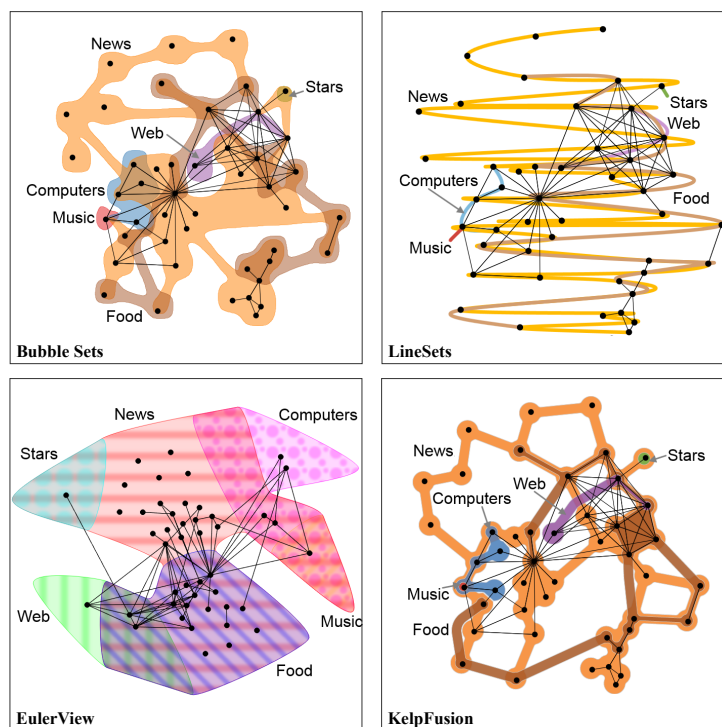 News
Stars
Web
Computers
Music
Food
Bubble Sets
News
Stars
Web
Computers
Food
Music
LineSets
News
Computers
Stars
Web
Music
Food
EulerView
News
Stars
Web
Computers
Music
Food
KelpFusion